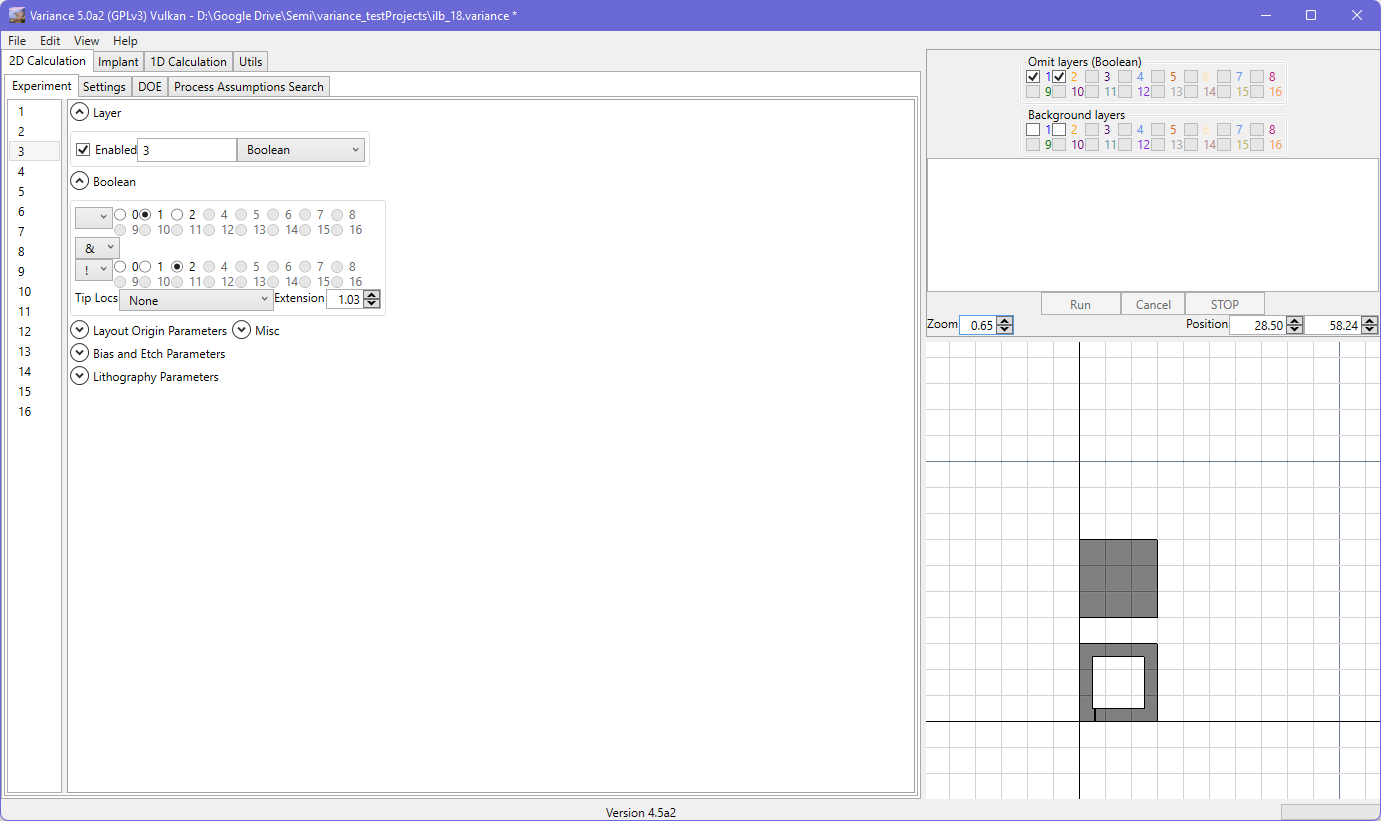 Variance 5.0a2 (GPLv3) Vulkan - D:\Google Drive\Semi\variance_testProjects\ilb_18.variance *
File Edit View Help
2D Calculation Implant 1D Calculation Utils
Experiment Settings DOE Process Assumptions Search
1
2
3
4
5
6
7
8
9
10
11
12
13
14
15
16
Layer
Enabled 3 Boolean
Boolean
0 1 2 4 5 6 7 8
9 10 11 12 13 14 15 16
&
! 0 1 2 4 5 6 7 8
9 10 11 12 13 14 15 16
Tip Locs None Extension 1.03
Layout Origin Parameters Misc
Bias and Etch Parameters
Lithography Parameters
Omit layers (Boolean)
1 2 3 4 5 6 7 8
9 10 11 12 13 14 15 16
Background layers
1 2 3 4 5 6 7 8
9 10 11 12 13 14 15 16
Run Cancel STOP
Zoom 0.65 Position 28.50 58.24
Version 4.5a2